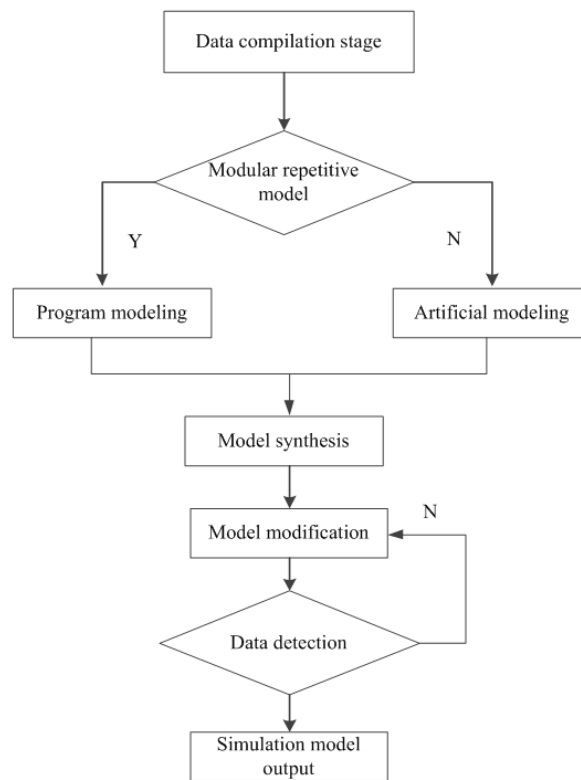 Data compilation stage
Modular repetitive
model
Y
N
Program modeling
Artificial modeling
Model synthesis
N
Model modification
Data detection
Simulation model
output